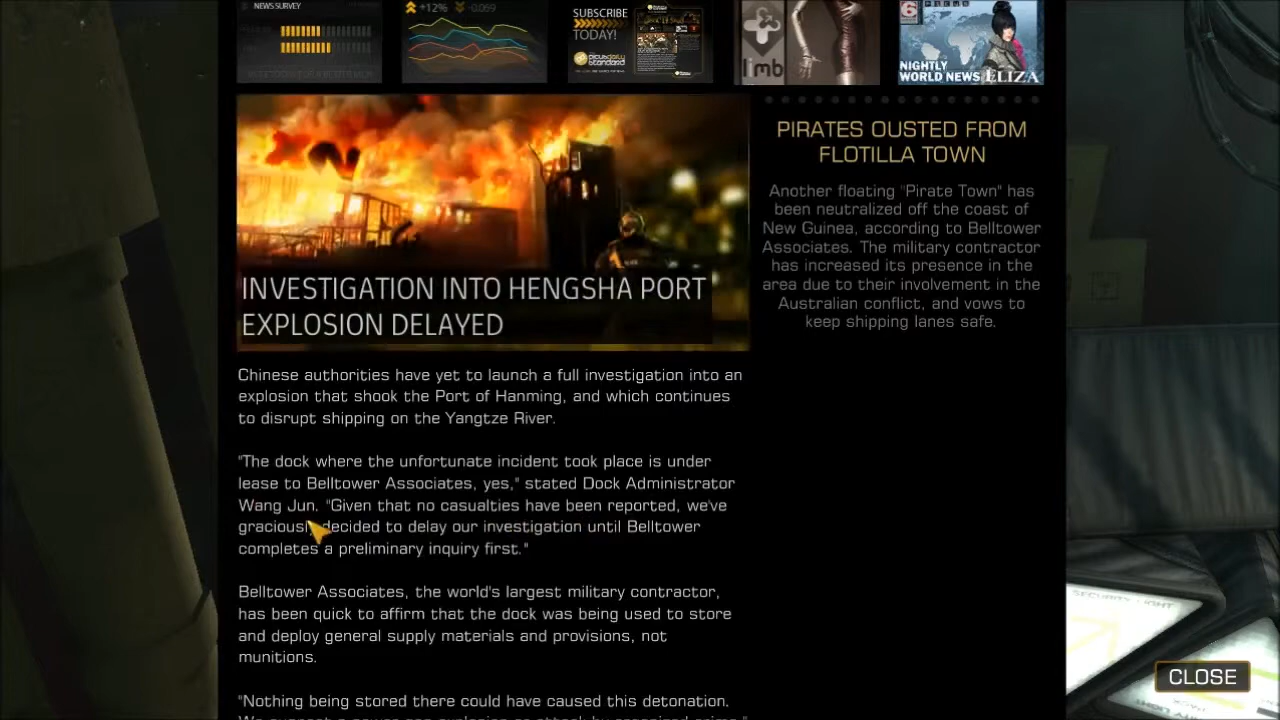 NEWS SURVEY
+12%
-0.059
SUBSCRIBE
TODAY!
limb
6
NIGHTLY
WORLD NEWS ELIZA
INVESTIGATION INTO HENGSHA PORT
EXPLOSION DELAYED
Chinese authorities have yet to launch a full investigation into an
explosion that shook the Port of Hanming, and which continues
to disrupt shipping on the Yangtze River.
"The dock where the unfortunate incident took place is under
lease to Belltower Associates, yes," stated Dock Administrator
Wang Jun. "Given that no casualties have been reported, we've
graciously decided to delay our investigation until Belltower
completes a preliminary inquiry first."
Belltower Associates, the world's largest military contractor,
has been quick to affirm that the dock was being used to store
and deploy general supply materials and provisions, not
munitions.
"Nothing being stored there could have caused this detonation.
PIRATES OUSTED FROM
FLOTILLA TOWN
Another floating "Pirate Town" has
been neutralized off the coast of
New Guinea, according to Belltower
Associates. The military contractor
has increased its presence in the
area due to their involvement in the
Australian conflict, and vows to
keep shipping lanes safe.
CLOSE